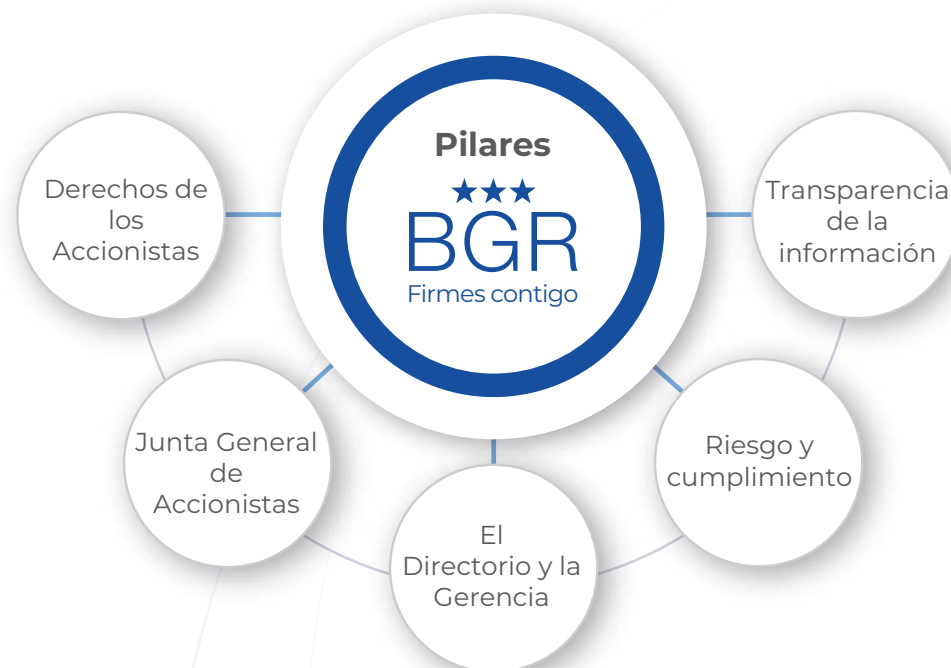 Pilares
BGR
Firmes contigo
Derechos de
los
Accionistas
Junta General
de
Accionistas
El
Directorio y la
Gerencia
Riesgo y
cumplimiento
Transparencia
de la
información